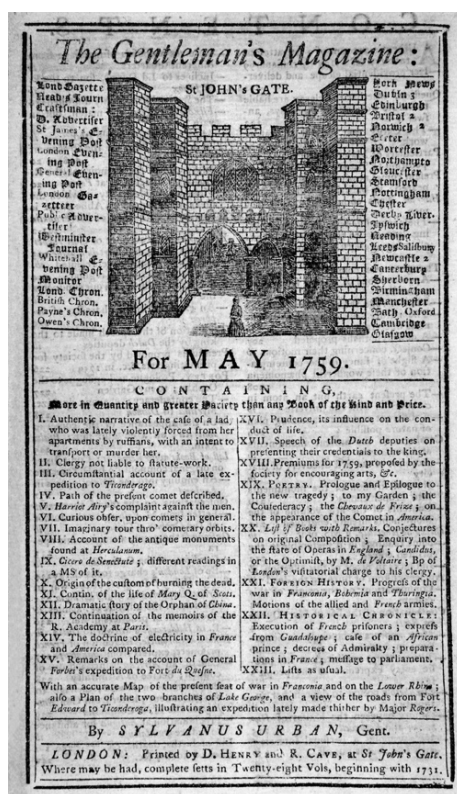 The Gentleman's Magazine:
St JOHN's GATE.
Lond Gazette
Read's Journ
Craftsman :
D. Advertiser
St James's E-
vening Post
London Even-
ing Post
General Even-
ing Post
London Ga-
zetteer
Public Adver-
tiser
Westminster
Journal
Whitehall E-
vening Post
Monitor
Lond. Chron.
British Chron.
Payne's Chron.
Owen's Chron.
York News
Dublin 3
Edinburgh
Bristol 2
Norwich 2
Exeter
Worcester
Northampto
Gloucester
Stamford
Nottingham
Chester
Derby
Ipswich
Reading
Leeds Salisbury
Newcastle 2
Canterbury
Sherborn
Birmingham
Manchester
Bath Oxford
Cambridge
Glasgow
For MAY 1759.
CONTAINING,
More in Quantity and greater Variety than any Book of the Kind and Price.
I. Authentic narrative of the case of a lad;
who was lately violently forced from her
apartments by ruffians, with an intent to
transport or murder her.
II. Clergy not liable to statute-work.
III. Circumstantial account of a late ex-
pedition to Ticonderago.
IV. Path of the present comet described.
V. Harriet Airy's complaint against the men.
VI. Curious obser. upon comers in general.
VII. Imaginary tour thro' cometary orbits.
VIII. Account of the antique monuments
found at Herculanum.
IX. Cicero de Senectute ; different readings in
a MS of it.
X. Origin of the custom of burning the dead.
XI. Contin. of the life of Mary Q. of Scots.
XII. Dramatic story of the Orphan of China.
XIII. Continuation of the memoirs of the
R. Academy at Paris.
XIV. The doctrine of electricity in France
and America compared.
XV. Remarks on the account of General
Forbes's expedition to Fort du Quesne.
XVI. Prudence, its influence on the con-
duct of life.
XVII. Speech of the Dutch deputies on
presenting their credentials to the king.
XVIII. Premiums for 1759, proposed by the
society for encouraging arts, &c.
XIX. POETRY. Prologue and Epilogue to
the new tragedy ; to my Garden ; the
Confederacy ; the Chevaux de Frize ; on
the appearance of the Comet in America.
XX. List of Books with Remarks. Conjectures
on original Composition ; Enquiry into
the state of Operas in England ; Candidus,
or the Optimist, by M. de Voltaire ; Bp of
London's visitatorial charge to his clergy.
XXI. FOREIGN HISTORY. Progress of the
war in Franconia, Bohemia and Thuringia.
Motions of the allied and French armies.
XXII. HISTORICAL CHRONICLE:
Execution of French prisoners ; express
from Guadalupe ; case of an African
prince ; decrees of Admiralty ; prepara-
tions in France ; message to parliament.
XXIII. Lists as usual.
With an accurate Map of the present seat of war in Franconia and on the Lower Rhine ;
also a Plan of the two branches of Lake George, and a view of the roads from Fort
Edward to Ticonderoga, illustrating an expedition lately made thither by Major Rogers.
By SYLVANUS URBAN, Gent.
LONDON: Printed by D. HENRY and R. CAVE, at St John's Gate.
Where may be had, complete setts in Twenty-eight Vols, beginning with 1731.